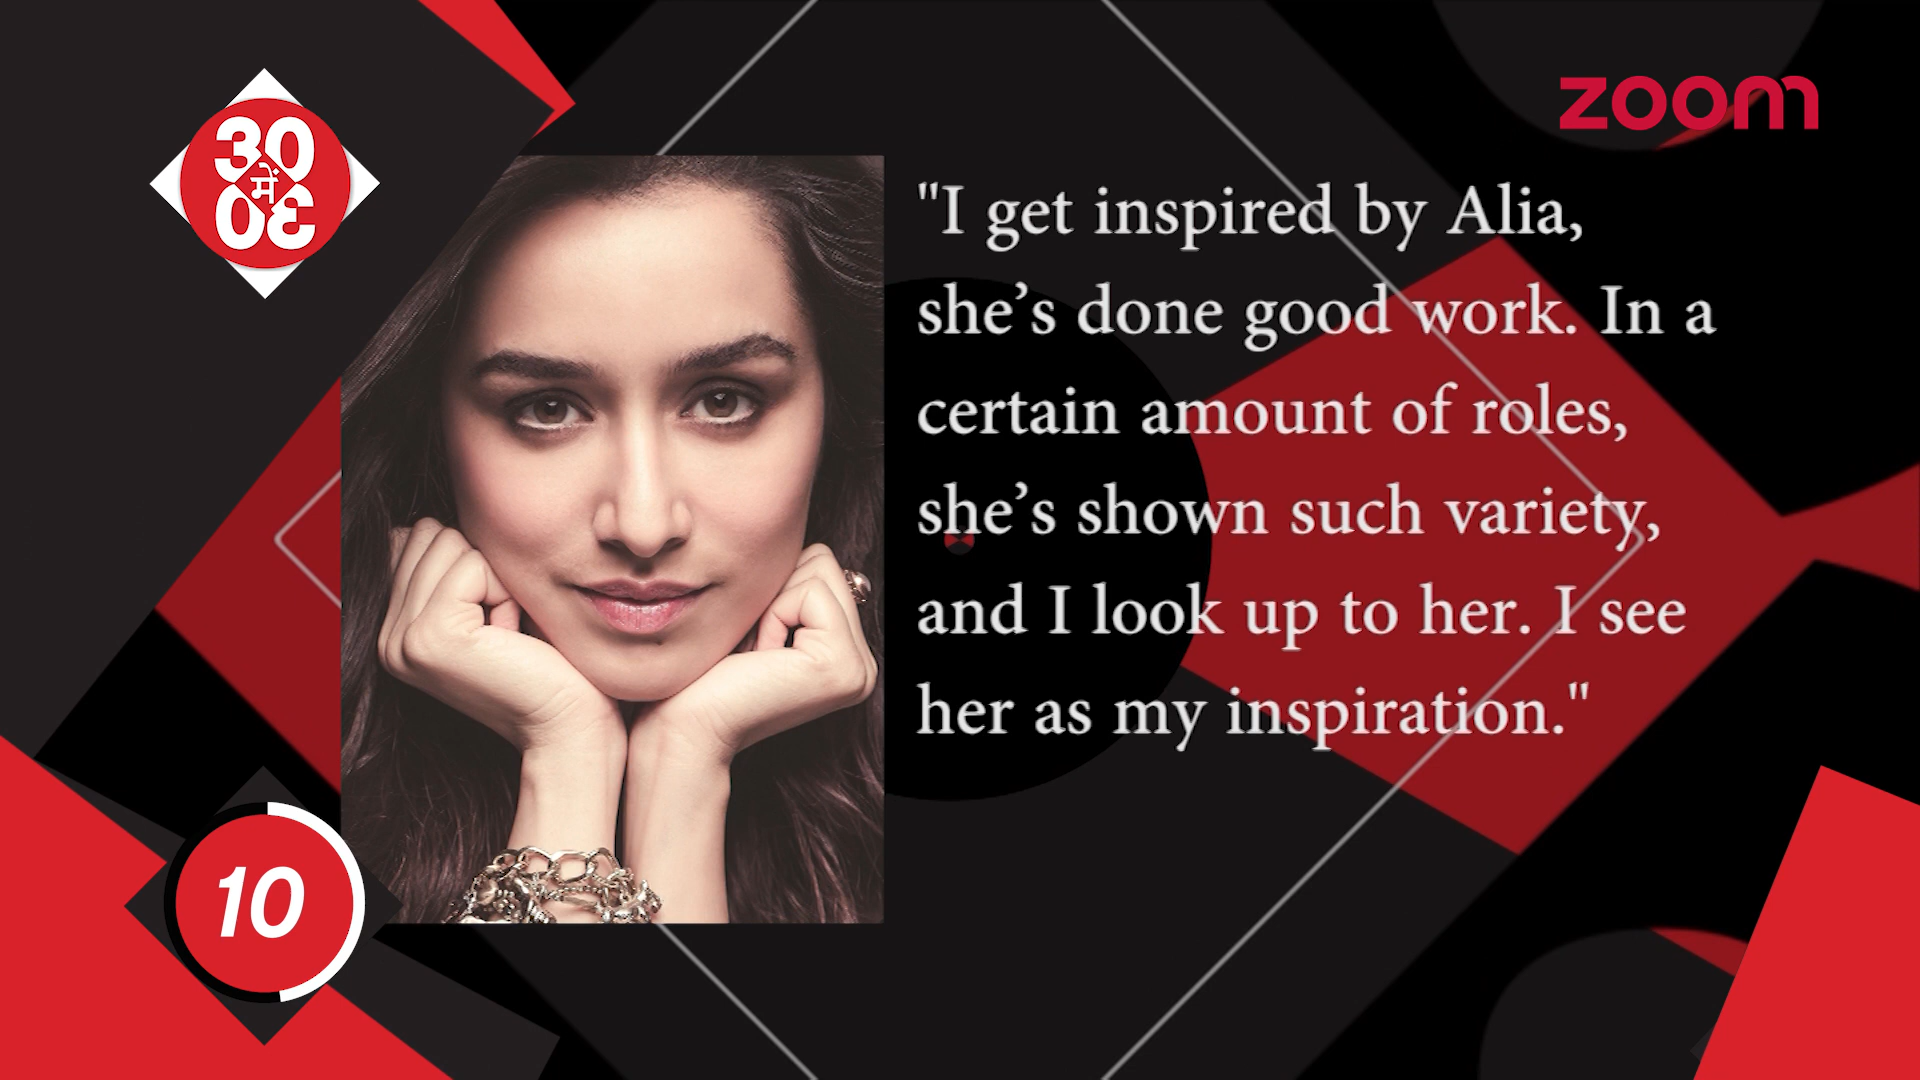 30
में
30
zoom
"I get inspired by Alia,
she’s done good work. In a
certain amount of roles,
she’s shown such variety,
and I look up to her. I see
her as my inspiration."
10